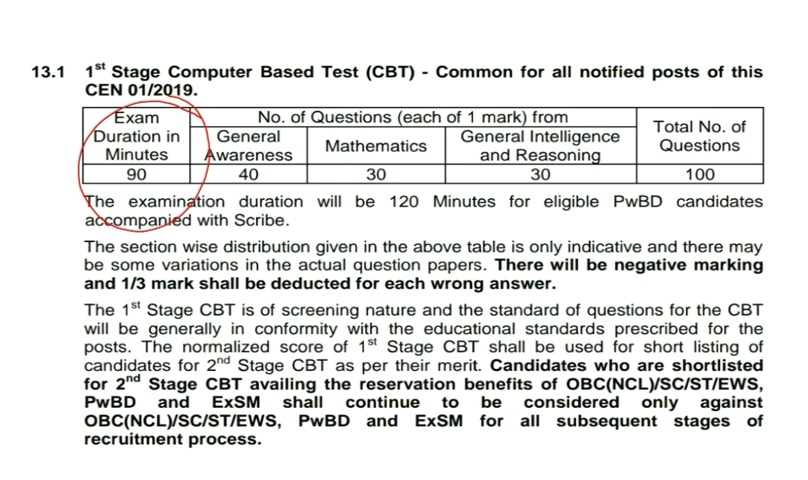 13.1 1st Stage Computer Based Test (CBT) - Common for all notified posts of this
CEN 01/2019.
Exam Duration in Minutes
No. of Questions (each of 1 mark) from
General Awareness
Mathematics
General Intelligence and Reasoning
Total No. of Questions
90 40 30 30 100
The examination duration will be 120 Minutes for eligible PwBD candidates
accompanied with Scribe.
The section wise distribution given in the above table is only indicative and there may
be some variations in the actual question papers. There will be negative marking
and 1/3 mark shall be deducted for each wrong answer.
The 1st Stage CBT is of screening nature and the standard of questions for the CBT
will be generally in conformity with the educational standards prescribed for the
posts. The normalized score of 1st Stage CBT shall be used for short listing of
candidates for 2nd Stage CBT as per their merit. Candidates who are shortlisted
for 2nd Stage CBT availing the reservation benefits of OBC(NCL)/SC/ST/EWS,
PwBD and ExSM shall continue to be considered only against
OBC(NCL)/SC/ST/EWS, PwBD and ExSM for all subsequent stages of
recruitment process.